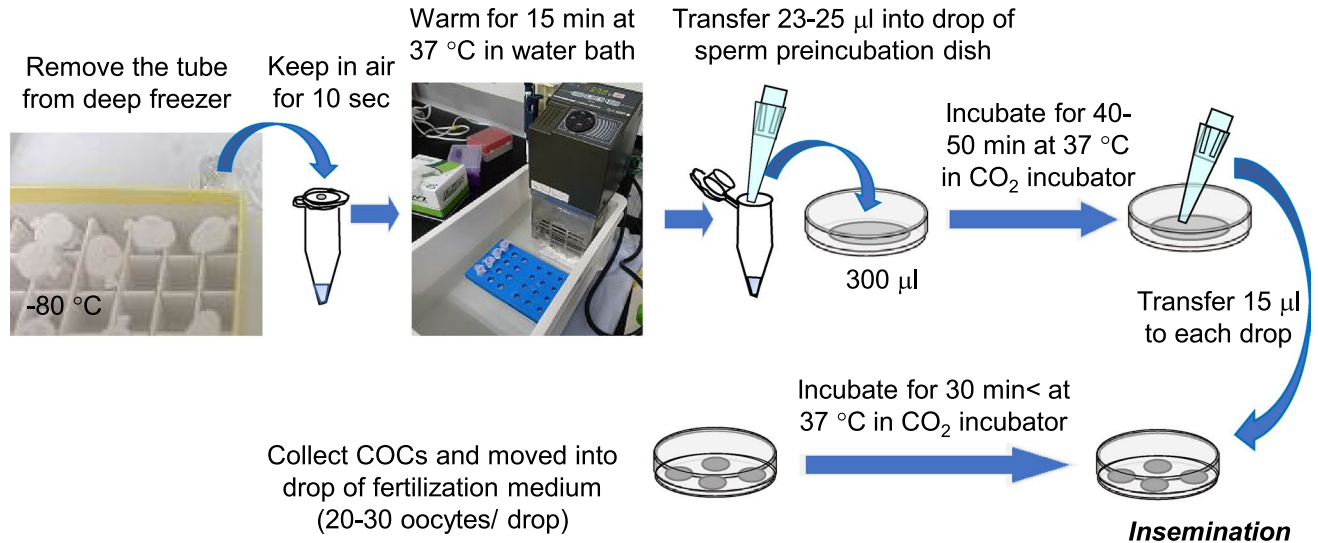 Remove the tube
from deep freezer
Keep in air
for 10 sec
Warm for 15 min at
37 °C in water bath
Transfer 23-25 μl into drop of
sperm preincubation dish
Incubate for 40-
50 min at 37 °C
in CO₂ incubator
-80 °C
300 μl
Transfer 15 μl
to each drop
Incubate for 30 min< at
37 °C in CO₂ incubator
Collect COCs and moved into
drop of fertilization medium
(20-30 oocytes/ drop)
Insemination